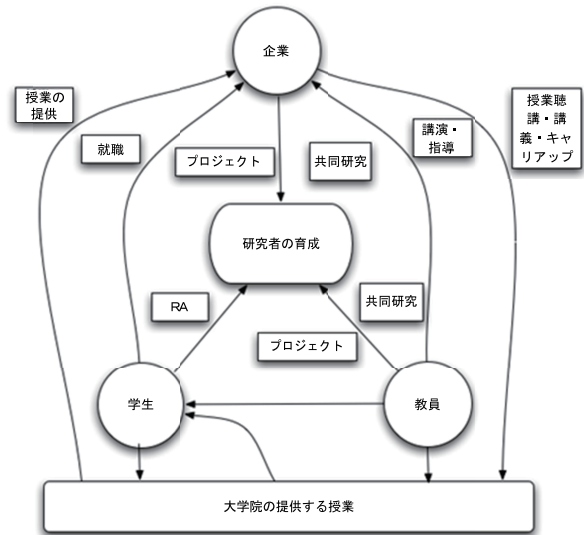 企業
授業の
提供
授業聴
講・講
義・キャ
リアップ
就職
講演・
指導
プロジェクト
共同研究
研究者の育成
RA
共同研究
プロジェクト
学生
教員
大学院の提供する授業